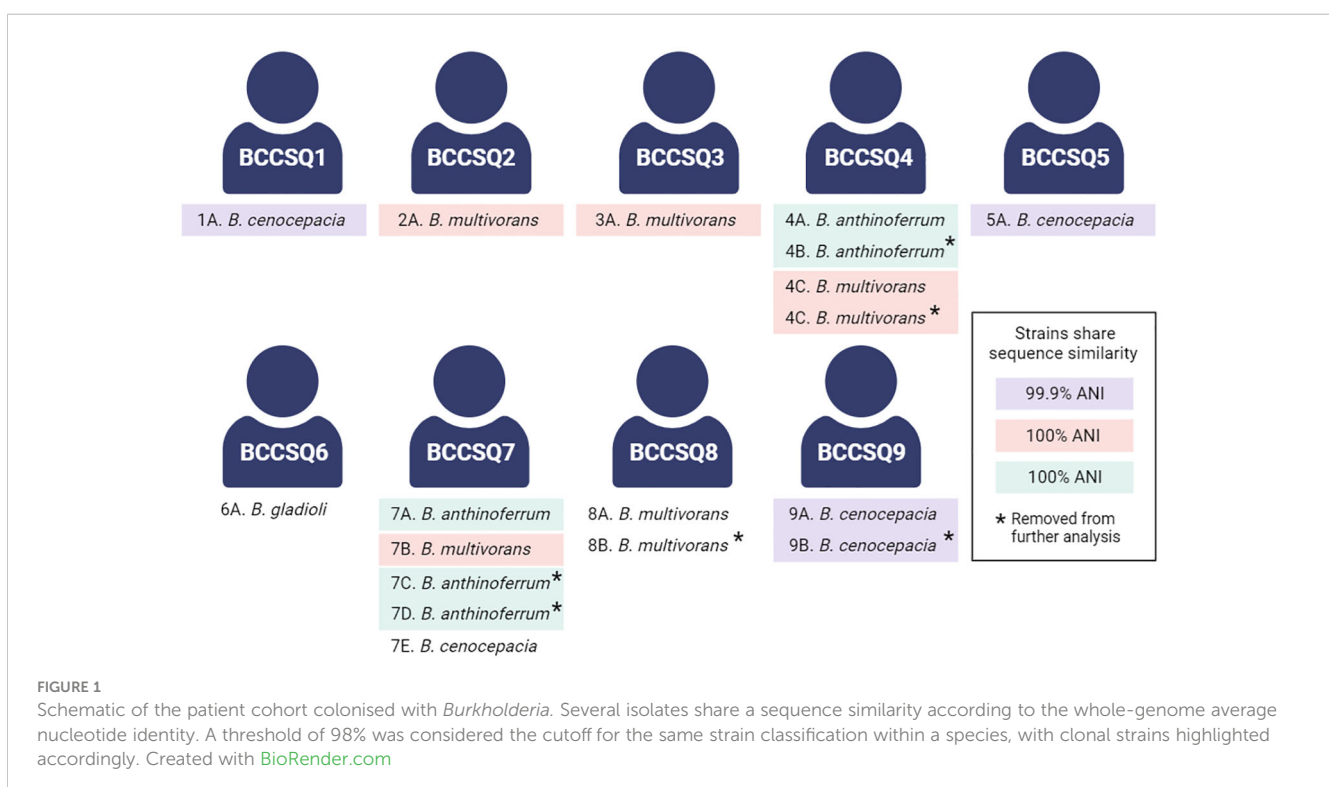 BCCSQ1
BCCSQ2
BCCSQ3
BCCSQ4
BCCSQ5
1A. B. cenocepacia
2A. B. multivorans
3A. B. multivorans
4A. B. anthinoferrum
4B. B. anthinoferrum*
4C. B. multivorans
4C. B. multivorans *
5A. B. cenocepacia
BCCSQ6
BCCSQ7
BCCSQ8
BCCSQ9
6A. B. gladioli
7A. B. anthinoferrum
7B. B. multivorans
7C. B. anthinoferrum*
7D. B. anthinoferrum*
7E. B. cenocepacia
8A. B. multivorans
8B. B. multivorans *
9A. B. cenocepacia
9B. B. cenocepacia *
Strains share
sequence similarity
99.9% ANI
100% ANI
100% ANI
* Removed from
further analysis
FIGURE 1
Schematic of the patient cohort colonised with Burkholderia. Several isolates share a sequence similarity according to the whole-genome average
nucleotide identity. A threshold of 98% was considered the cutoff for the same strain classification within a species, with clonal strains highlighted
accordingly. Created with BioRender.com